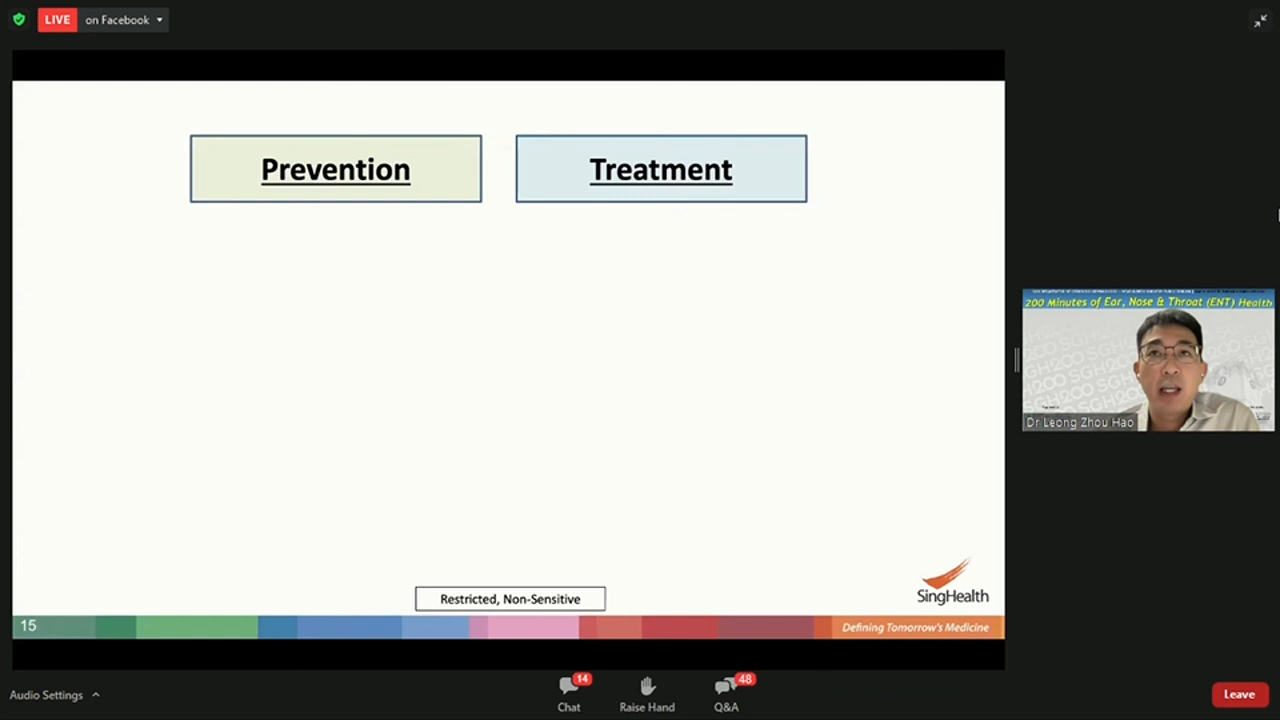 LIVE on Facebook
Prevention
Treatment
200 Minutes of Ear, Nose & Throat (ENT) Health
Dr Leong Zhou Hao
SingHealth
Restricted, Non-Sensitive
15
Defining Tomorrow's Medicine
Audio Settings
14
Chat
Raise Hand
48
Q&A
Leave